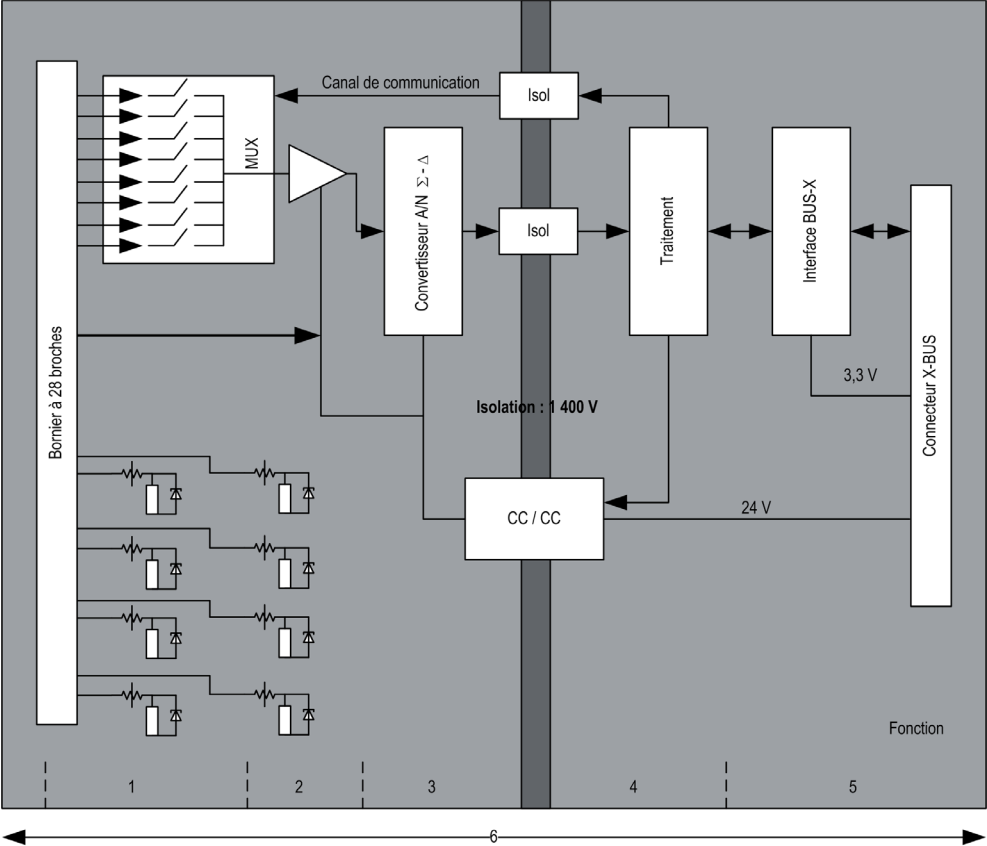 Canal de communication
Isol
MUX
Convertisseur A/N Σ - Δ
Isol
Traitement
Interface BUS-X
Bornier à 28 broches
3,3 V
Connecteur X-BUS
Isolation : 1 400 V
CC / CC
24 V
Fonction
1
2
3
4
5
6